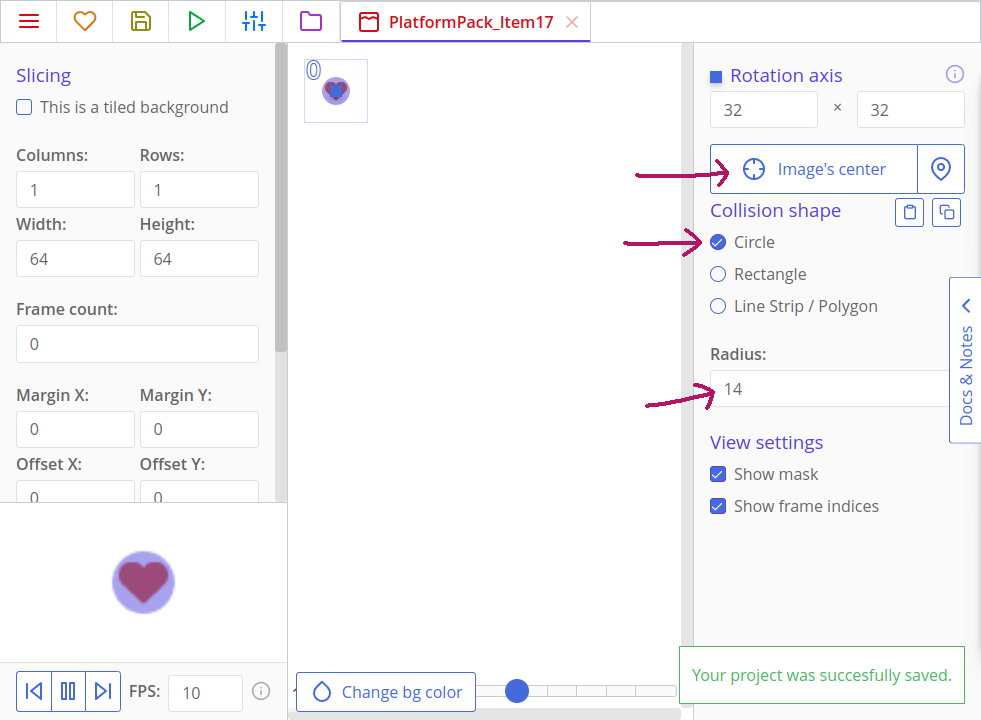 PlatformPack_Item17
Slicing
This is a tiled background
Columns: Rows:
1 1
Width: Height:
64 64
Frame count:
0
Margin X: Margin Y:
0 0
Offset X: Offset Y:
0 0
FPS: 10
0
Change bg color
Rotation axis
32 × 32
Image's center
Collision shape
Circle
Rectangle
Line Strip / Polygon
Radius:
14
View settings
Show mask
Show frame indices
Docs & Notes
Your project was succesfully saved.